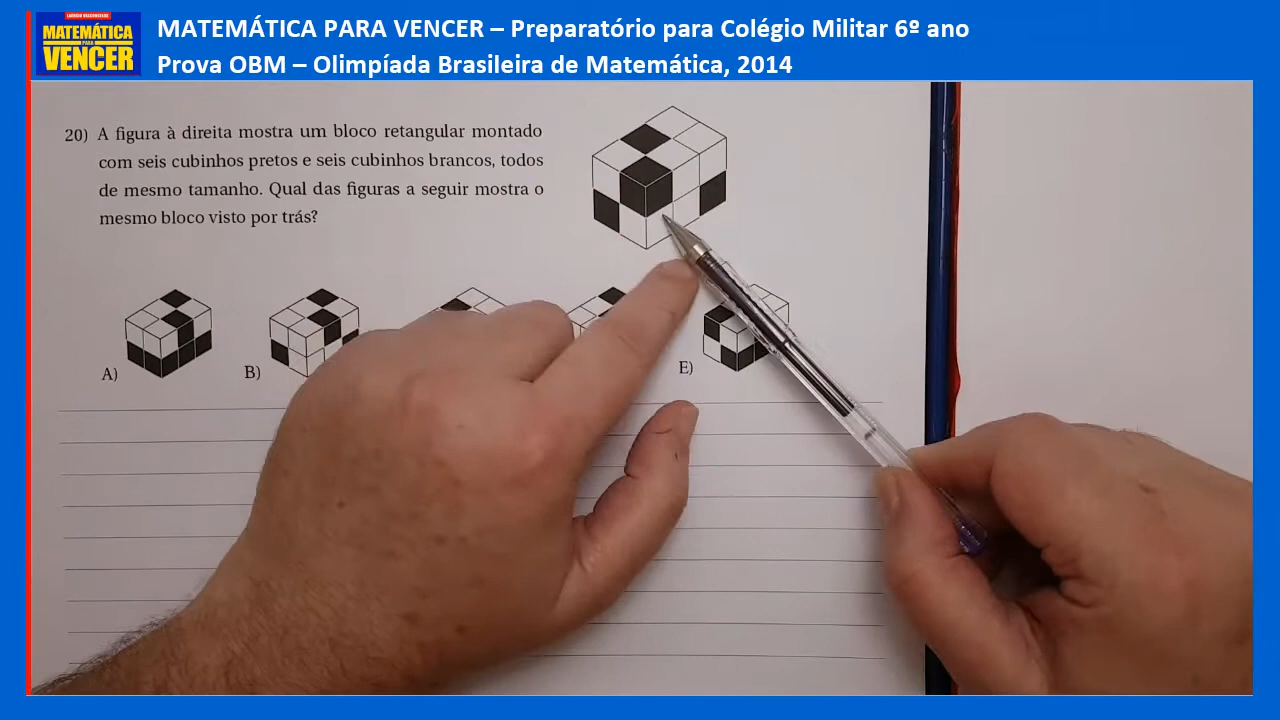 LAÉRCIO VASCONCELOS
MATEMÁTICA
PARA
VENCER
MATEMÁTICA PARA VENCER – Preparatório para Colégio Militar 6º ano
Prova OBM – Olimpíada Brasileira de Matemática, 2014
20) A figura à direita mostra um bloco retangular montado
com seis cubinhos pretos e seis cubinhos brancos, todos
de mesmo tamanho. Qual das figuras a seguir mostra o
mesmo bloco visto por trás?
A)
B)
E)